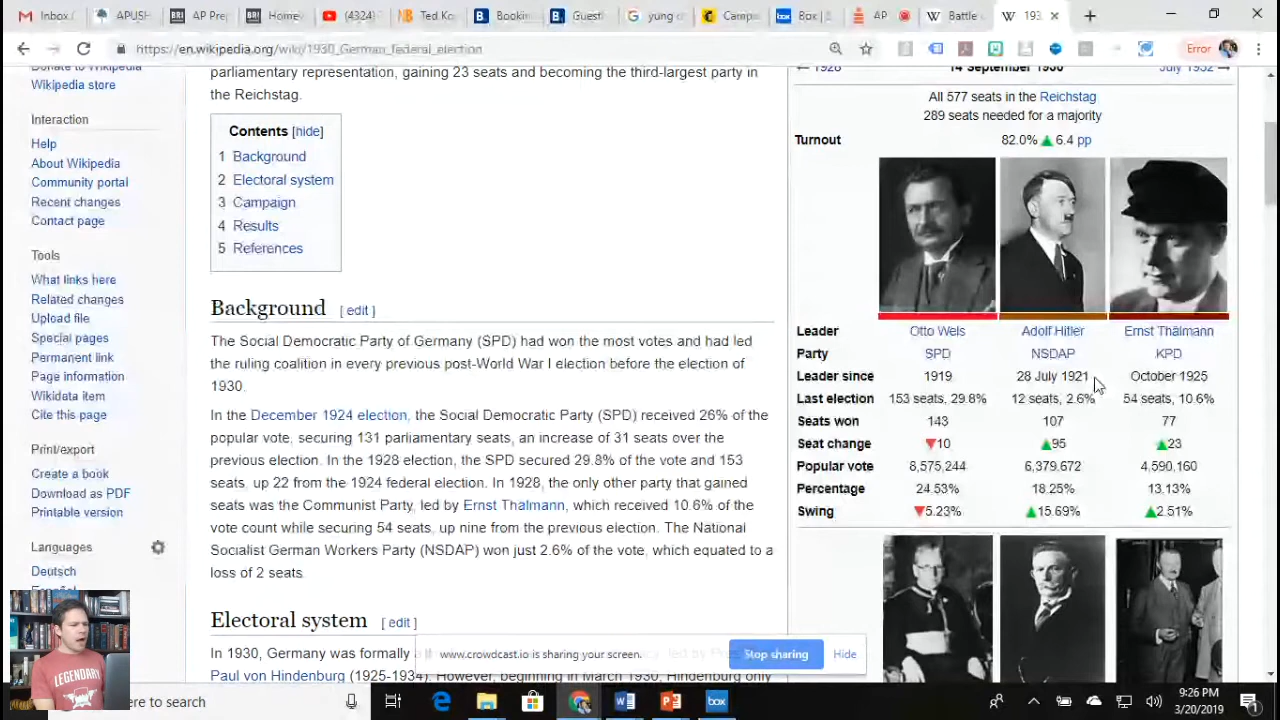 Inbox
APUSH
AP Prep
Home
(4324)
Ted Ko
Bookin
Guest
yung c
Campu
Box |
AP
Battle
193
https://en.wikipedia.org/wiki/1930_German_federal_election
Error
Donate to Wikipedia
Wikipedia store
Interaction
Help
About Wikipedia
Community portal
Recent changes
Contact page
Tools
What links here
Related changes
Upload file
Special pages
Permanent link
Page information
Wikidata item
Cite this page
Print/export
Create a book
Download as PDF
Printable version
Languages
Deutsch
parliamentary representation, gaining 23 seats and becoming the third-largest party in
the Reichstag.
Contents [hide]
1 Background
2 Electoral system
3 Campaign
4 Results
5 References
Background [ edit ]
The Social Democratic Party of Germany (SPD) had won the most votes and had led
the ruling coalition in every previous post-World War I election before the election of
1930.
In the December 1924 election, the Social Democratic Party (SPD) received 26% of the
popular vote, securing 131 parliamentary seats, an increase of 31 seats over the
previous election. In the 1928 election, the SPD secured 29.8% of the vote and 153
seats, up 22 from the 1924 federal election. In 1928, the only other party that gained
seats was the Communist Party, led by Ernst Thalmann, which received 10.6% of the
vote count while securing 54 seats, up nine from the previous election. The National
Socialist German Workers Party (NSDAP) won just 2.6% of the vote, which equated to a
loss of 2 seats.
Electoral system [ edit ]
In 1930, Germany was formally
Paul von Hindenburg (1925-1934). However, beginning in March 1930, Hindenburg only
← 1928 14 September 1930 July 1932 →
All 577 seats in the Reichstag
289 seats needed for a majority
Turnout 82.0% ▲ 6.4 pp
Leader Otto Wels Adolf Hitler Ernst Thälmann
Party SPD NSDAP KPD
Leader since 1919 28 July 1921 October 1925
Last election 153 seats, 29.8% 12 seats, 2.6% 54 seats, 10.6%
Seats won 143 107 77
Seat change ▼10 ▲95 ▲23
Popular vote 8,575,244 6,379,672 4,590,160
Percentage 24.53% 18.25% 13.13%
Swing ▼5.23% ▲15.69% ▲2.51%
www.crowdcast.io is sharing your screen.
Stop sharing
Hide
LEGENDARY
here to search
9:26 PM
3/20/2019
1